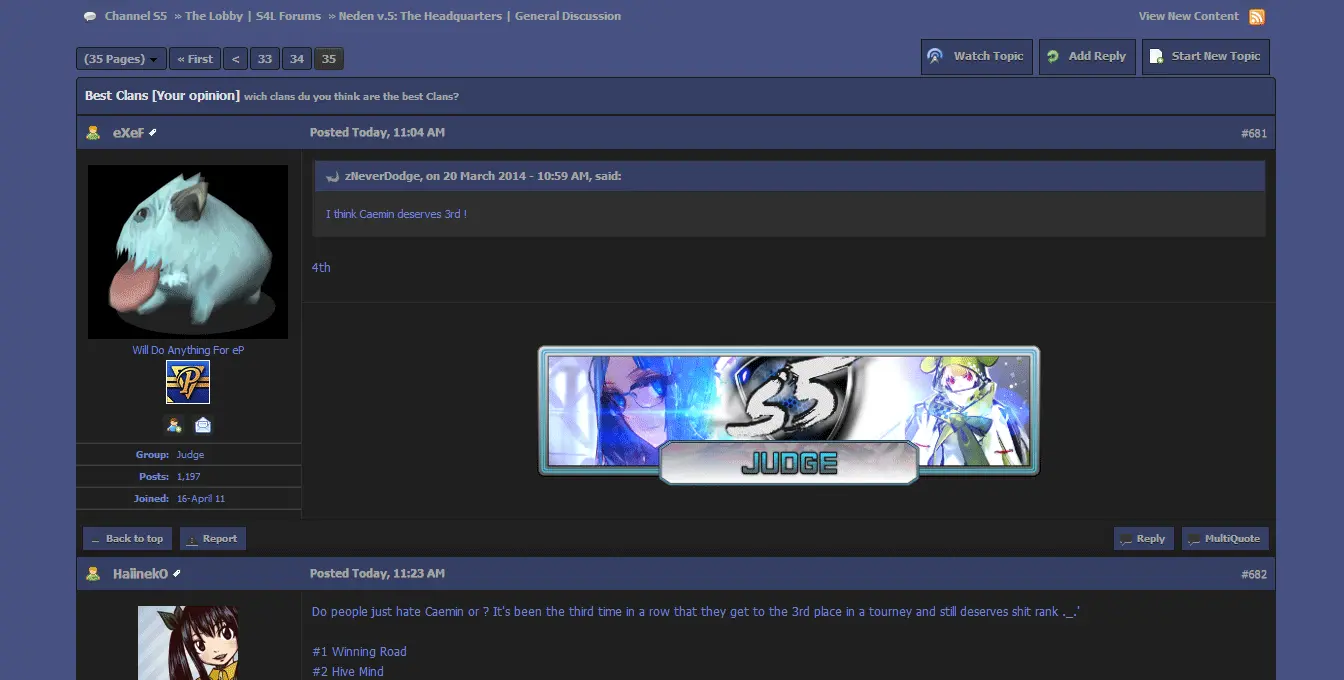 Channel S5 » The Lobby | S4L Forums » Neden v.5: The Headquarters | General Discussion
View New Content
(35 Pages) « First < 33 34 35
Watch Topic Add Reply Start New Topic
Best Clans [Your opinion] wich clans du you think are the best Clans?
eXeF Posted Today, 11:04 AM #681
zNeverDodge, on 20 March 2014 - 10:59 AM, said:
I think Caemin deserves 3rd !
4th
Will Do Anything For eP
S5
JUDGE
Group: Judge
Posts: 1,197
Joined: 16-April 11
Back to top Report Reply MultiQuote
HaiinekO Posted Today, 11:23 AM #682
Do people just hate Caemin or ? It's been the third time in a row that they get to the 3rd place in a tourney and still deserves shit rank ._.'
#1 Winning Road
#2 Hive Mind